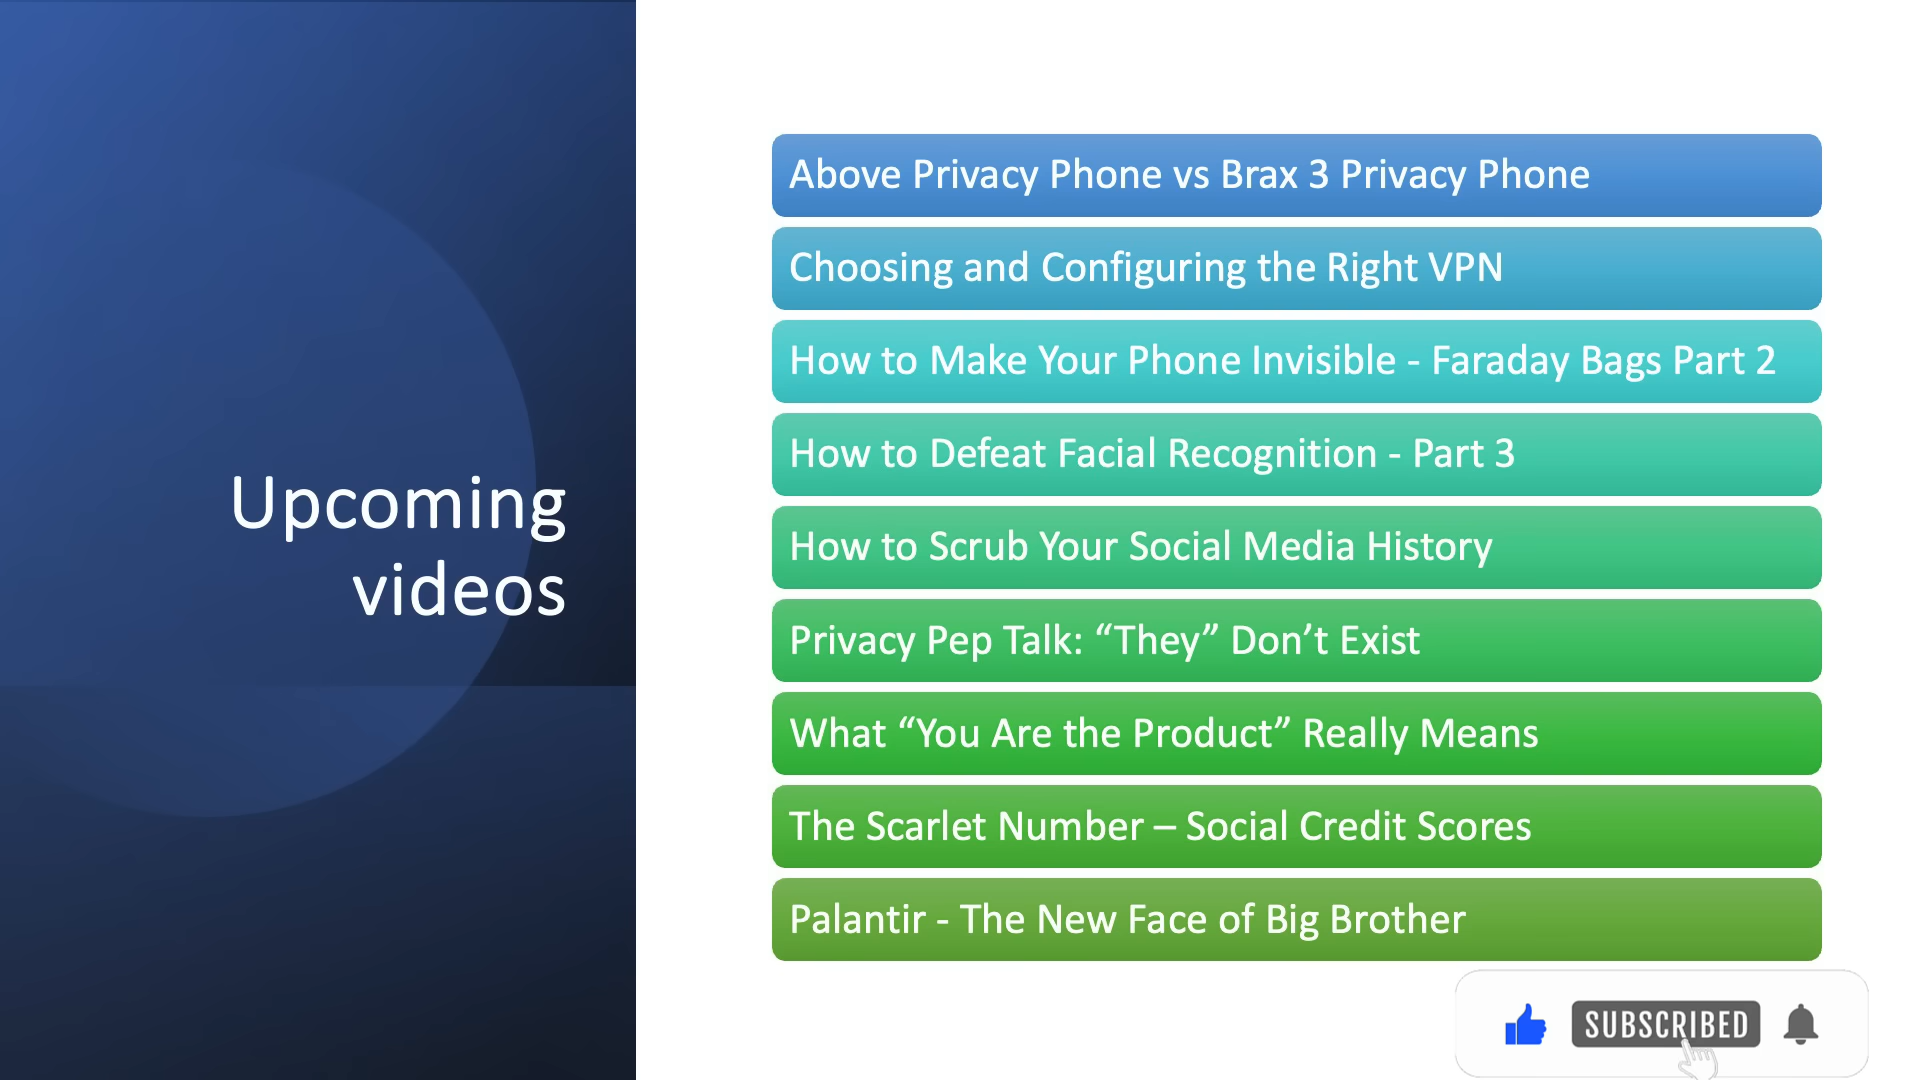 Upcoming
videos
Above Privacy Phone vs Brax 3 Privacy Phone
Choosing and Configuring the Right VPN
How to Make Your Phone Invisible - Faraday Bags Part 2
How to Defeat Facial Recognition - Part 3
How to Scrub Your Social Media History
Privacy Pep Talk: “They” Don’t Exist
What “You Are the Product” Really Means
The Scarlet Number – Social Credit Scores
Palantir - The New Face of Big Brother
SUBSCRIBED